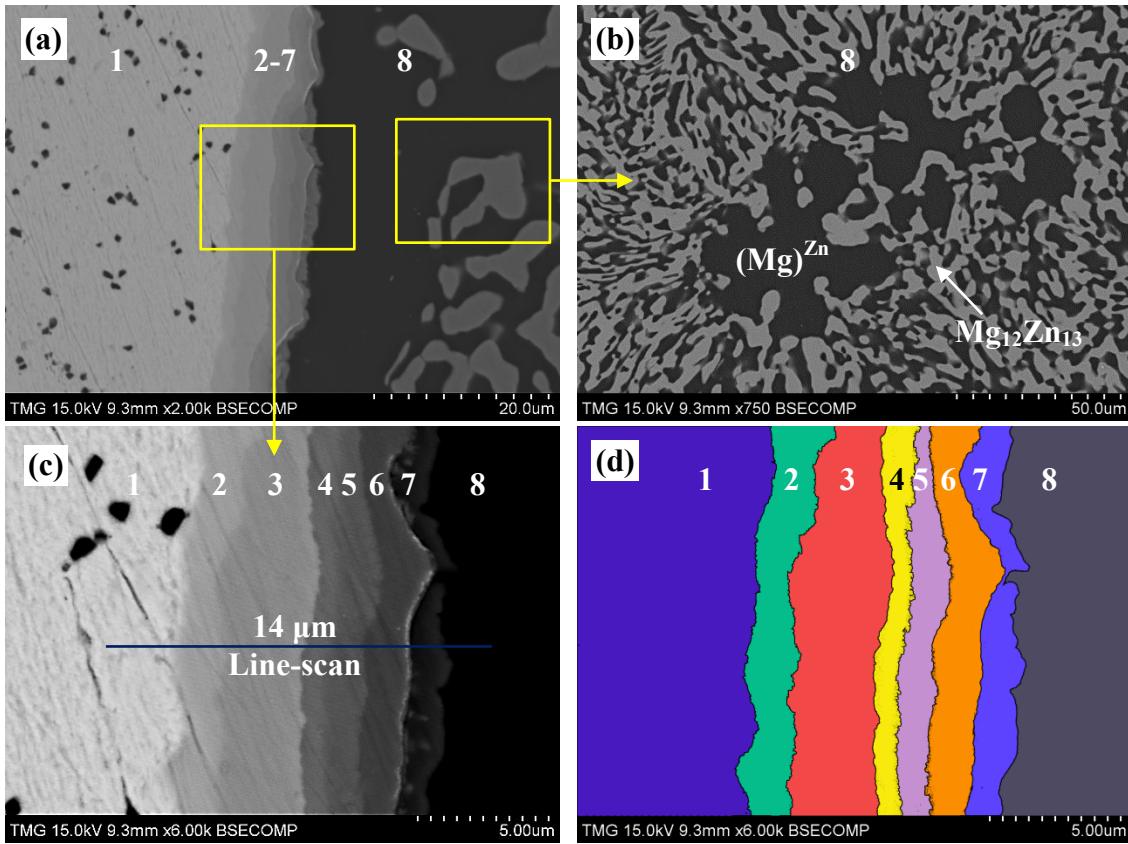 (a)
1
2-7
8
TMG 15.0kV 9.3mm x2.00k BSECOMP
20.0um
(b)
8
(Mg)Zn
Mg12Zn13
TMG 15.0kV 9.3mm x750 BSECOMP
50.0um
(c)
1
2
3
4
5
6
7
8
14 µm
Line-scan
TMG 15.0kV 9.3mm x6.00k BSECOMP
5.00um
(d)
1
2
3
4
5
6
7
8
TMG 15.0kV 9.3mm x6.00k BSECOMP
5.00um